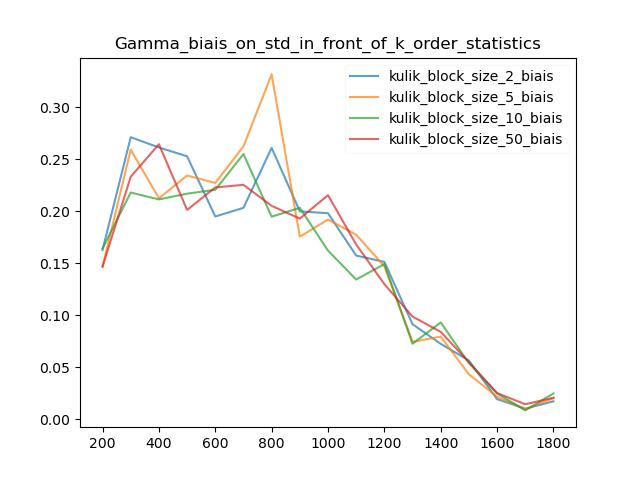 Gamma_biais_on_std_in_front_of_k_order_statistics
kulik_block_size_2_biais
kulik_block_size_5_biais
kulik_block_size_10_biais
kulik_block_size_50_biais
0.30
0.25
0.20
0.15
0.10
0.05
0.00
200 400 600 800 1000 1200 1400 1600 1800